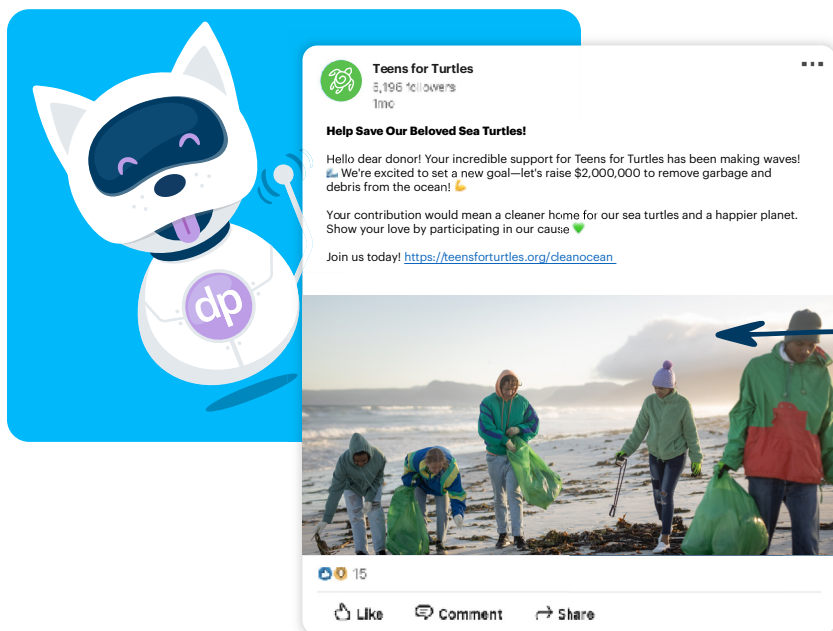 Teens for Turtles
5,196 followers
1mo
Help Save Our Beloved Sea Turtles!
Hello dear donor! Your incredible support for Teens for Turtles has been making waves!
🌊 We're excited to set a new goal—let's raise $2,000,000 to remove garbage and
debris from the ocean! 💪
Your contribution would mean a cleaner home for our sea turtles and a happier planet.
Show your love by participating in our cause 💚
Join us today! https://teensforturtles.org/cleanocean
dp
15
Like Comment Share